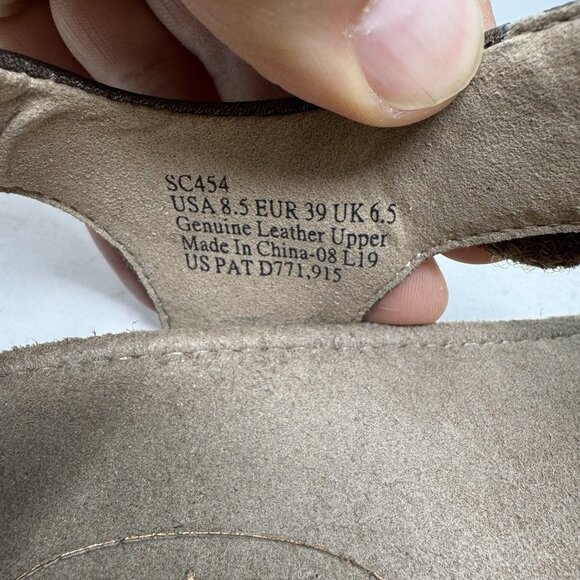 SC454
USA 8.5 EUR 39 UK 6.5
Genuine Leather Upper
Made In China-08 L19
US PAT D771,915